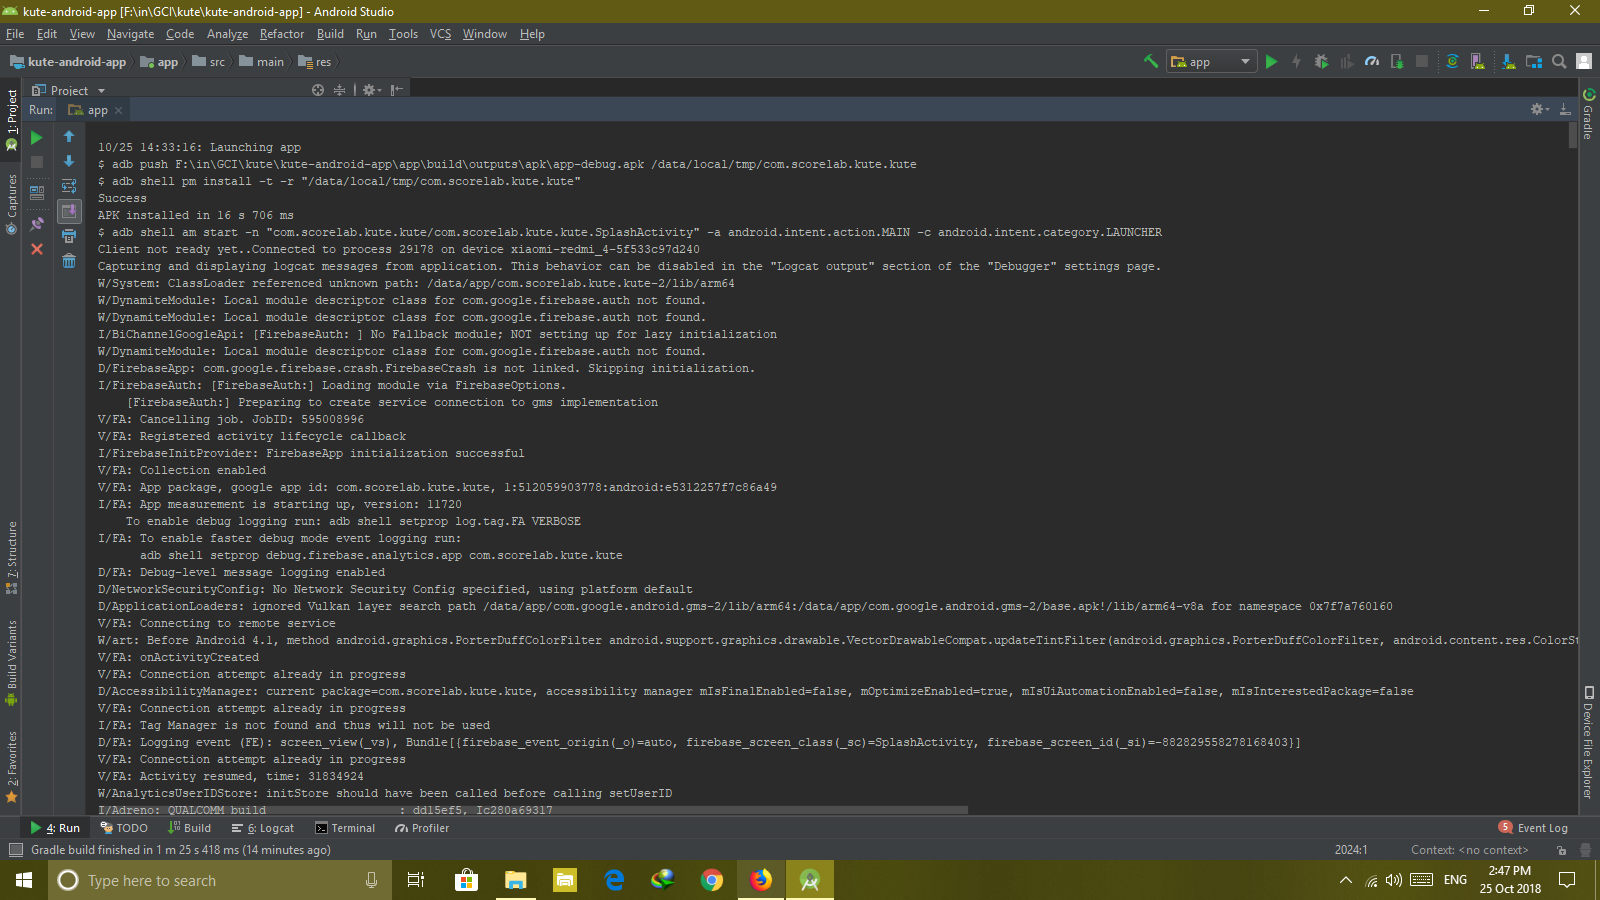 kute-android-app [F:\in\GCI\kute\kute-android-app] - Android Studio
File Edit View Navigate Code Analyze Refactor Build Run Tools VCS Window Help
kute-android-app app src main res app
Project
Run: app
1: Project
Captures
7: Structure
Build Variants
2: Favorites
Gradle
Device File Explorer
10/25 14:33:16: Launching app
$ adb push F:\in\GCI\kute\kute-android-app\app\build\outputs\apk\app-debug.apk /data/local/tmp/com.scorelab.kute.kute
$ adb shell pm install -t -r "/data/local/tmp/com.scorelab.kute.kute"
Success
APK installed in 16 s 706 ms
$ adb shell am start -n "com.scorelab.kute.kute/com.scorelab.kute.kute.SplashActivity" -a android.intent.action.MAIN -c android.intent.category.LAUNCHER
Client not ready yet..Connected to process 29178 on device xiaomi-redmi_4-5f533c97d240
Capturing and displaying logcat messages from application. This behavior can be disabled in the "Logcat output" section of the "Debugger" settings page.
W/System: ClassLoader referenced unknown path: /data/app/com.scorelab.kute.kute-2/lib/arm64
W/DynamiteModule: Local module descriptor class for com.google.firebase.auth not found.
W/DynamiteModule: Local module descriptor class for com.google.firebase.auth not found.
I/BiChannelGoogleApi: [FirebaseAuth: ] No Fallback module; NOT setting up for lazy initialization
W/DynamiteModule: Local module descriptor class for com.google.firebase.auth not found.
D/FirebaseApp: com.google.firebase.crash.FirebaseCrash is not linked. Skipping initialization.
I/FirebaseAuth: [FirebaseAuth:] Loading module via FirebaseOptions.
[FirebaseAuth:] Preparing to create service connection to gms implementation
V/FA: Cancelling job. JobID: 595008996
V/FA: Registered activity lifecycle callback
I/FirebaseInitProvider: FirebaseApp initialization successful
V/FA: Collection enabled
V/FA: App package, google app id: com.scorelab.kute.kute, 1:512059903778:android:e5312257f7c86a49
I/FA: App measurement is starting up, version: 11720
To enable debug logging run: adb shell setprop log.tag.FA VERBOSE
I/FA: To enable faster debug mode event logging run:
adb shell setprop debug.firebase.analytics.app com.scorelab.kute.kute
D/FA: Debug-level message logging enabled
D/NetworkSecurityConfig: No Network Security Config specified, using platform default
D/ApplicationLoaders: ignored Vulkan layer search path /data/app/com.google.android.gms-2/lib/arm64:/data/app/com.google.android.gms-2/base.apk!/lib/arm64-v8a for namespace 0x7f7a760160
V/FA: Connecting to remote service
W/art: Before Android 4.1, method android.graphics.PorterDuffColorFilter android.support.graphics.drawable.VectorDrawableCompat.updateTintFilter(android.graphics.PorterDuffColorFilter, android.content.res.ColorSt
V/FA: onActivityCreated
V/FA: Connection attempt already in progress
D/AccessibilityManager: current package=com.scorelab.kute.kute, accessibility manager mIsFinalEnabled=false, mOptimizeEnabled=true, mIsUiAutomationEnabled=false, mIsInterestedPackage=false
V/FA: Connection attempt already in progress
I/FA: Tag Manager is not found and thus will not be used
D/FA: Logging event (FE): screen_view(_vs), Bundle[{firebase_event_origin(_o)=auto, firebase_screen_class(_sc)=SplashActivity, firebase_screen_id(_si)=-882829558278168403}]
V/FA: Connection attempt already in progress
V/FA: Activity resumed, time: 31834924
W/AnalyticsUserIDStore: initStore should have been called before calling setUserID
I/Adreno: QUALCOMM build : dd15ef5, Ic280a69317
4: Run TODO Build 6: Logcat Terminal Profiler 5 Event Log
Gradle build finished in 1 m 25 s 418 ms (14 minutes ago) 2024:1 Context: <no context>
Type here to search ENG 2:47 PM
25 Oct 2018